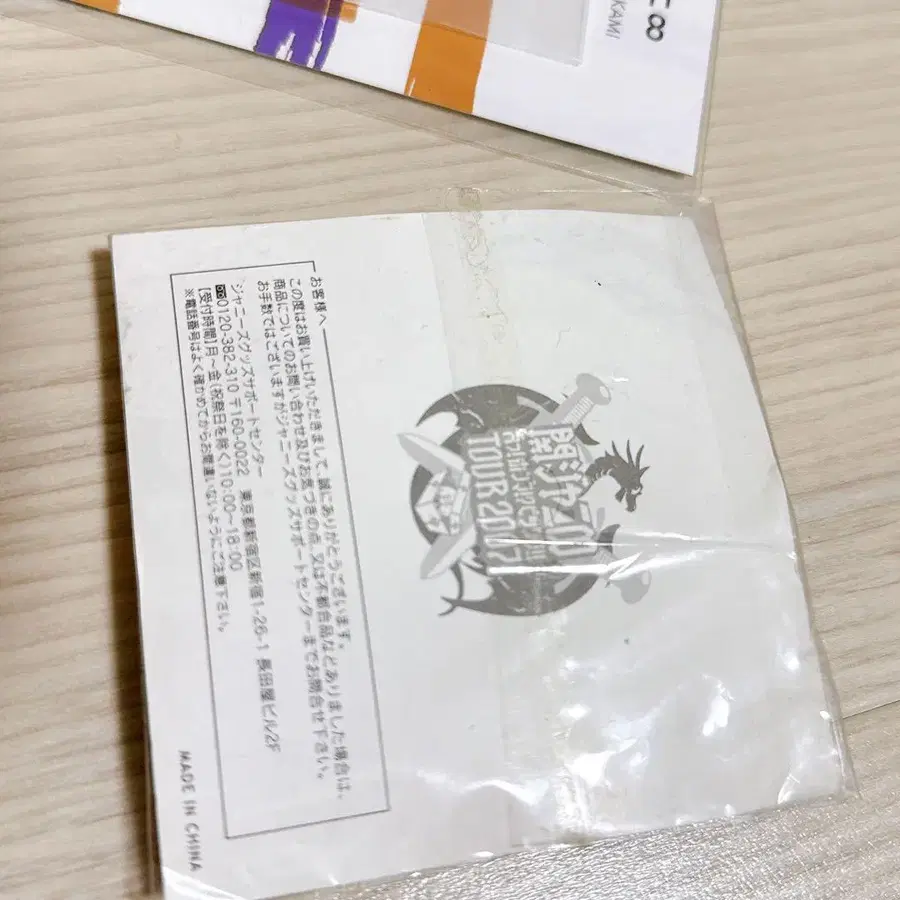 ∞
KAMI
お客様へ
この度はお買い上げいただきまして、誠にありがとうございます。
商品についてのお問い合わせ及びお気づきの点、又は不都合品などとありました場合は、
お手数ではございますがジャニーズグッズサポートセンターまでお問合せ下さい。
ジャニーズグッズサポートセンター
0120-382-310 〒160-0022 東京都新宿区新宿1-26-1 長田屋ビル2F
【受付時間】月~金(祝祭日を除く)10:00~18:00
※電話番号はよく確かめてからお間違いないようにご注意下さい。
MADE IN CHINA
TOUR